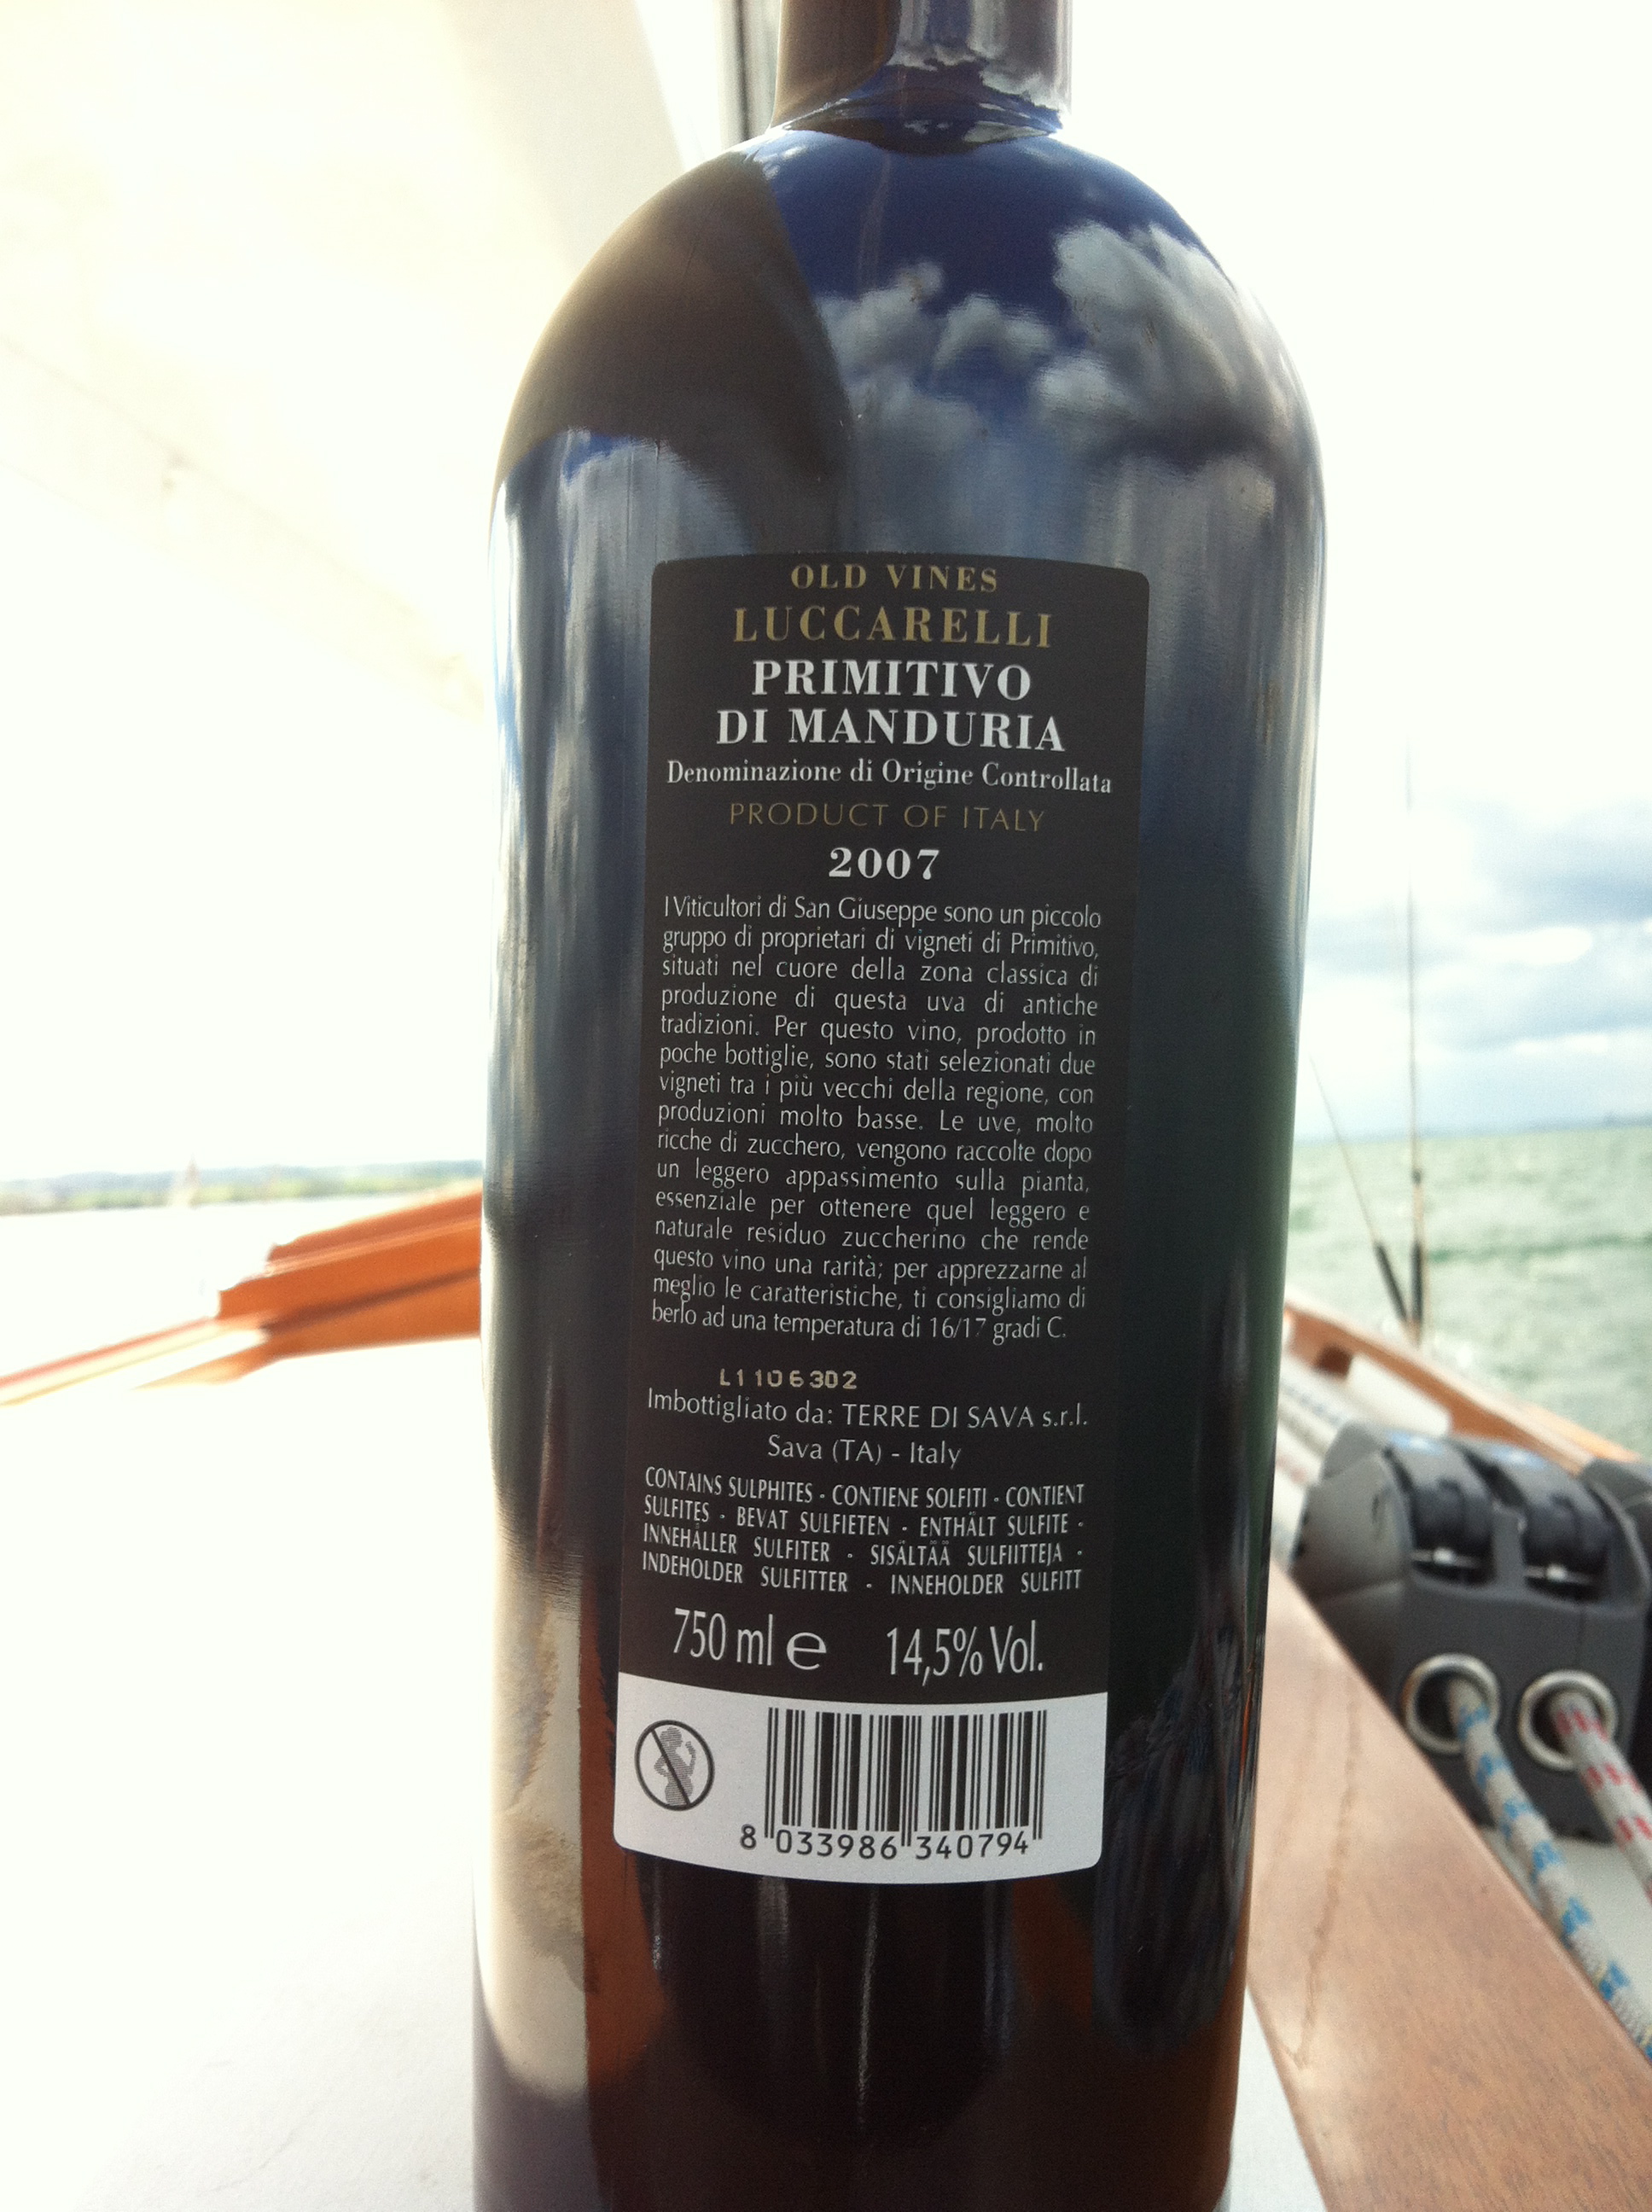 OLD VINES
LUCCARELLI
PRIMITIVO
DI MANDURIA
Denominazione di Origine Controllata
PRODUCT OF ITALY
2007
I Viticultori di San Giuseppe sono un piccolo
gruppo di proprietari di vigneti di Primitivo,
situati nel cuore della zona classica di
produzione di questa uva di antiche
tradizioni. Per questo vino, prodotto in
poche bottiglie, sono stati selezionati due
vigneti tra i più vecchi della regione, con
produzioni molto basse. Le uve, molto
ricche di zucchero, vengono raccolte dopo
un leggero appassimento sulla pianta,
essenziale per ottenere quel leggero e
naturale residuo zuccherino che rende
questo vino una rarità; per apprezzarne al
meglio le caratteristiche, ti consigliamo di
berlo ad una temperatura di 16/17 gradi C.
L1106302
Imbottigliato da: TERRE DI SAVA s.r.l.
Sava (TA) - Italy
CONTAINS SULPHITES - CONTIENE SOLFITI - CONTIENT
SULFITES - BEVAT SULFIETEN - ENTHÄLT SULFITE -
INNEHÅLLER SULFITER - SISÄLTÄÄ SULFIITTEJA -
INDEHOLDER SULFITTER - INNEHOLDER SULFITT
750 ml e 14,5% Vol.
8 033986 340794